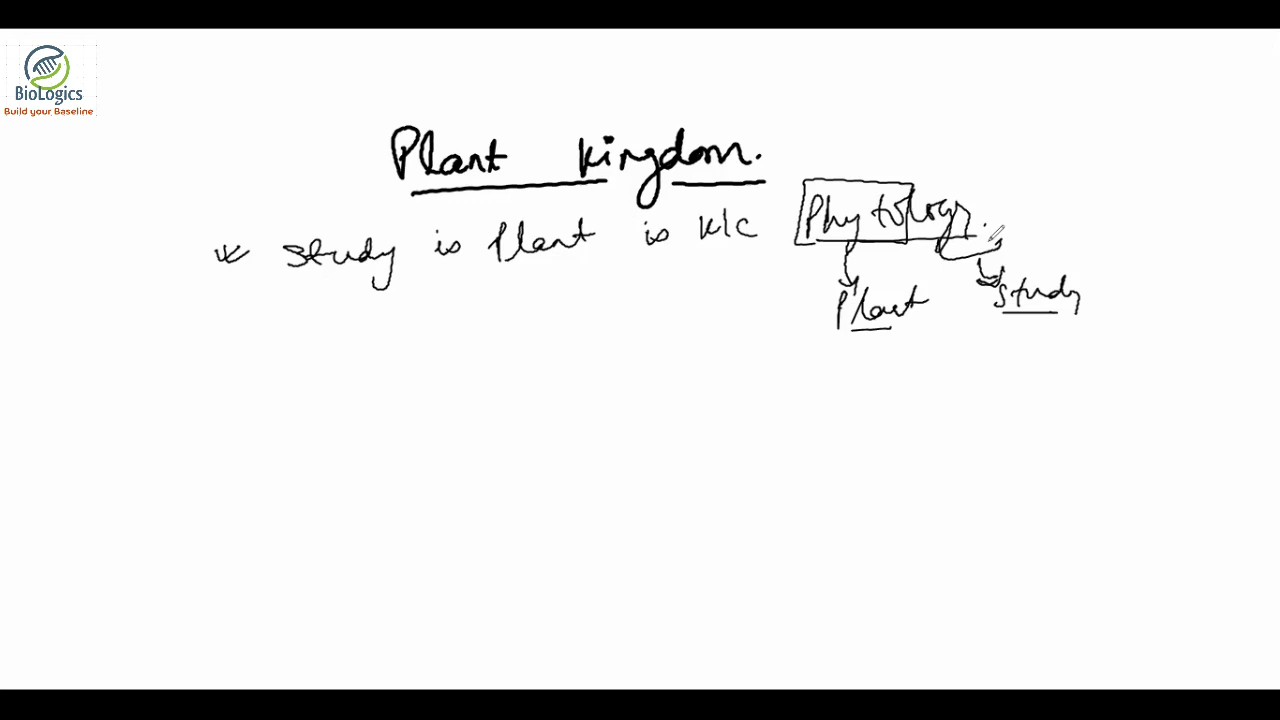 BioLogics
Build your Baseline
Plant kingdom.
* Study is Plant is K/c Phytology.
Plant
Study